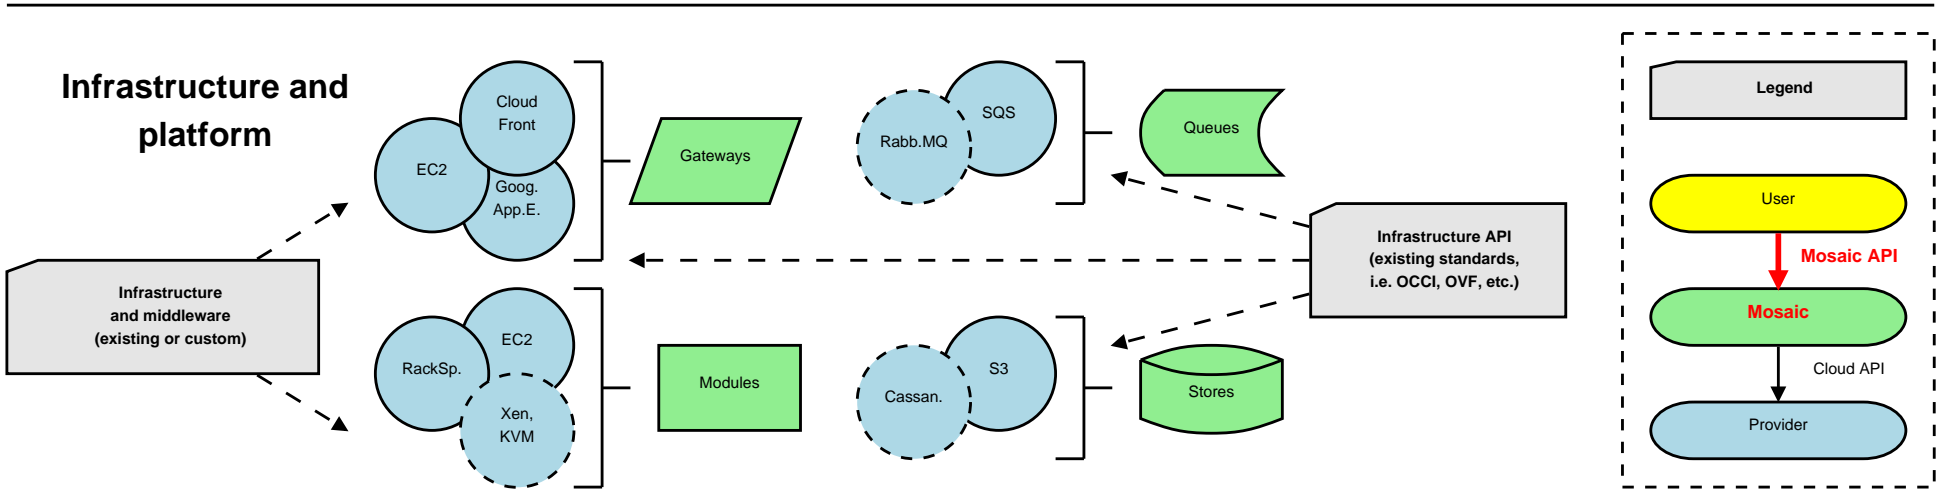 Infrastructure and
platform
Cloud
Front
EC2
Goog.
App.E.
Gateways
Rabb.MQ
SQS
Queues
Infrastructure
and middleware
(existing or custom)
RackSp.
EC2
Xen,
KVM
Modules
Cassan.
S3
Stores
Infrastructure API
(existing standards,
i.e. OCCI, OVF, etc.)
Legend
User
Mosaic API
Mosaic
Cloud API
Provider